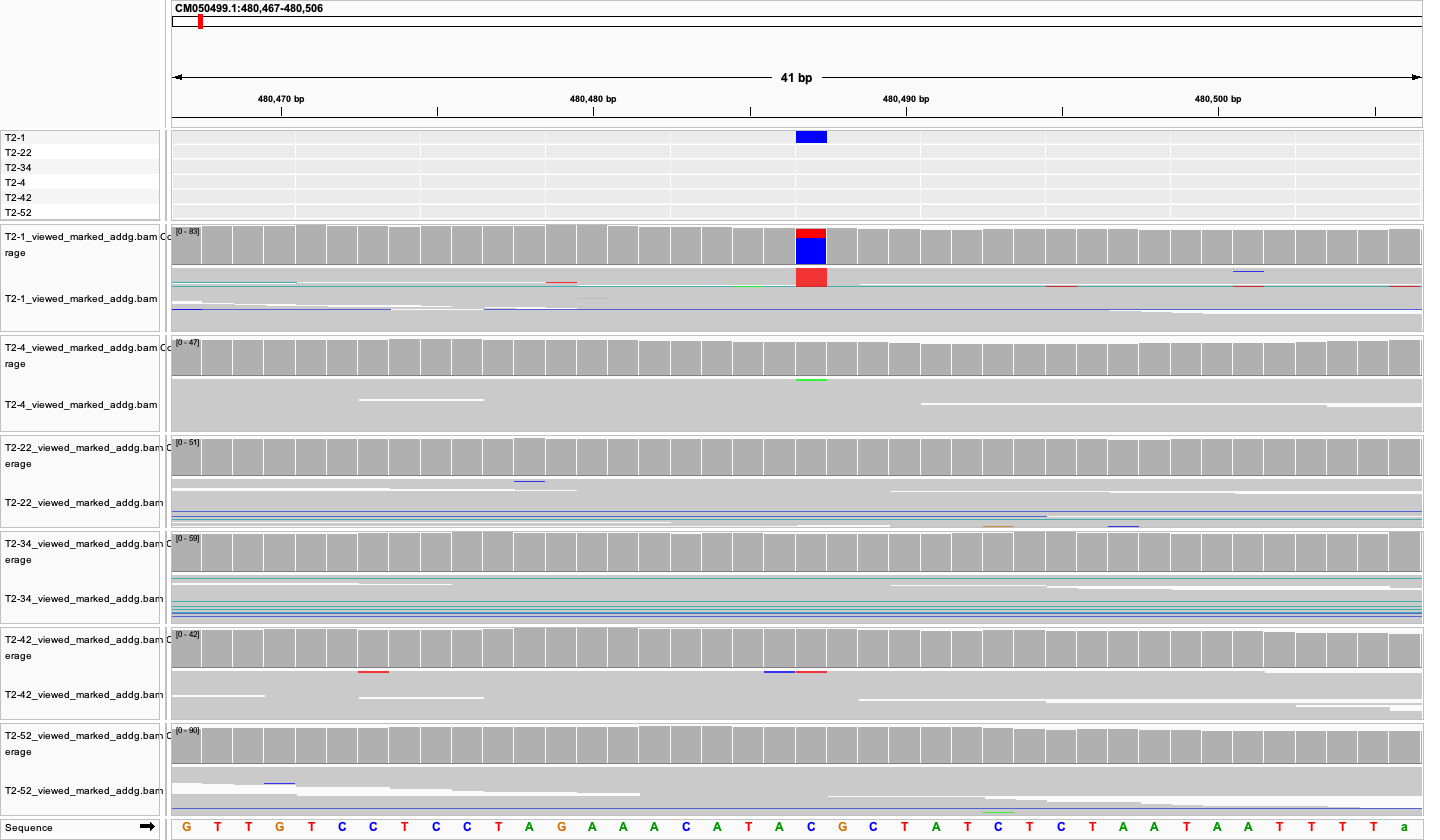 CM050499.1:480,467-480,506
41 bp
480,470 bp 480,480 bp 480,490 bp 480,500 bp
T2-1
T2-22
T2-34
T2-4
T2-42
T2-52
T2-1_viewed_marked_addg.bam Co
rage
[0 - 83]
T2-1_viewed_marked_addg.bam
T2-4_viewed_marked_addg.bam Co
rage
[0 - 47]
T2-4_viewed_marked_addg.bam
T2-22_viewed_marked_addg.bam C
erage
[0 - 51]
T2-22_viewed_marked_addg.bam
T2-34_viewed_marked_addg.bam C
erage
[0 - 59]
T2-34_viewed_marked_addg.bam
T2-42_viewed_marked_addg.bam C
erage
[0 - 42]
T2-42_viewed_marked_addg.bam
T2-52_viewed_marked_addg.bam C
erage
[0 - 90]
T2-52_viewed_marked_addg.bam
Sequence G T T G T C C T C C T A G A A A C A T A C G C T A T C T C T A A T A A T T T T a